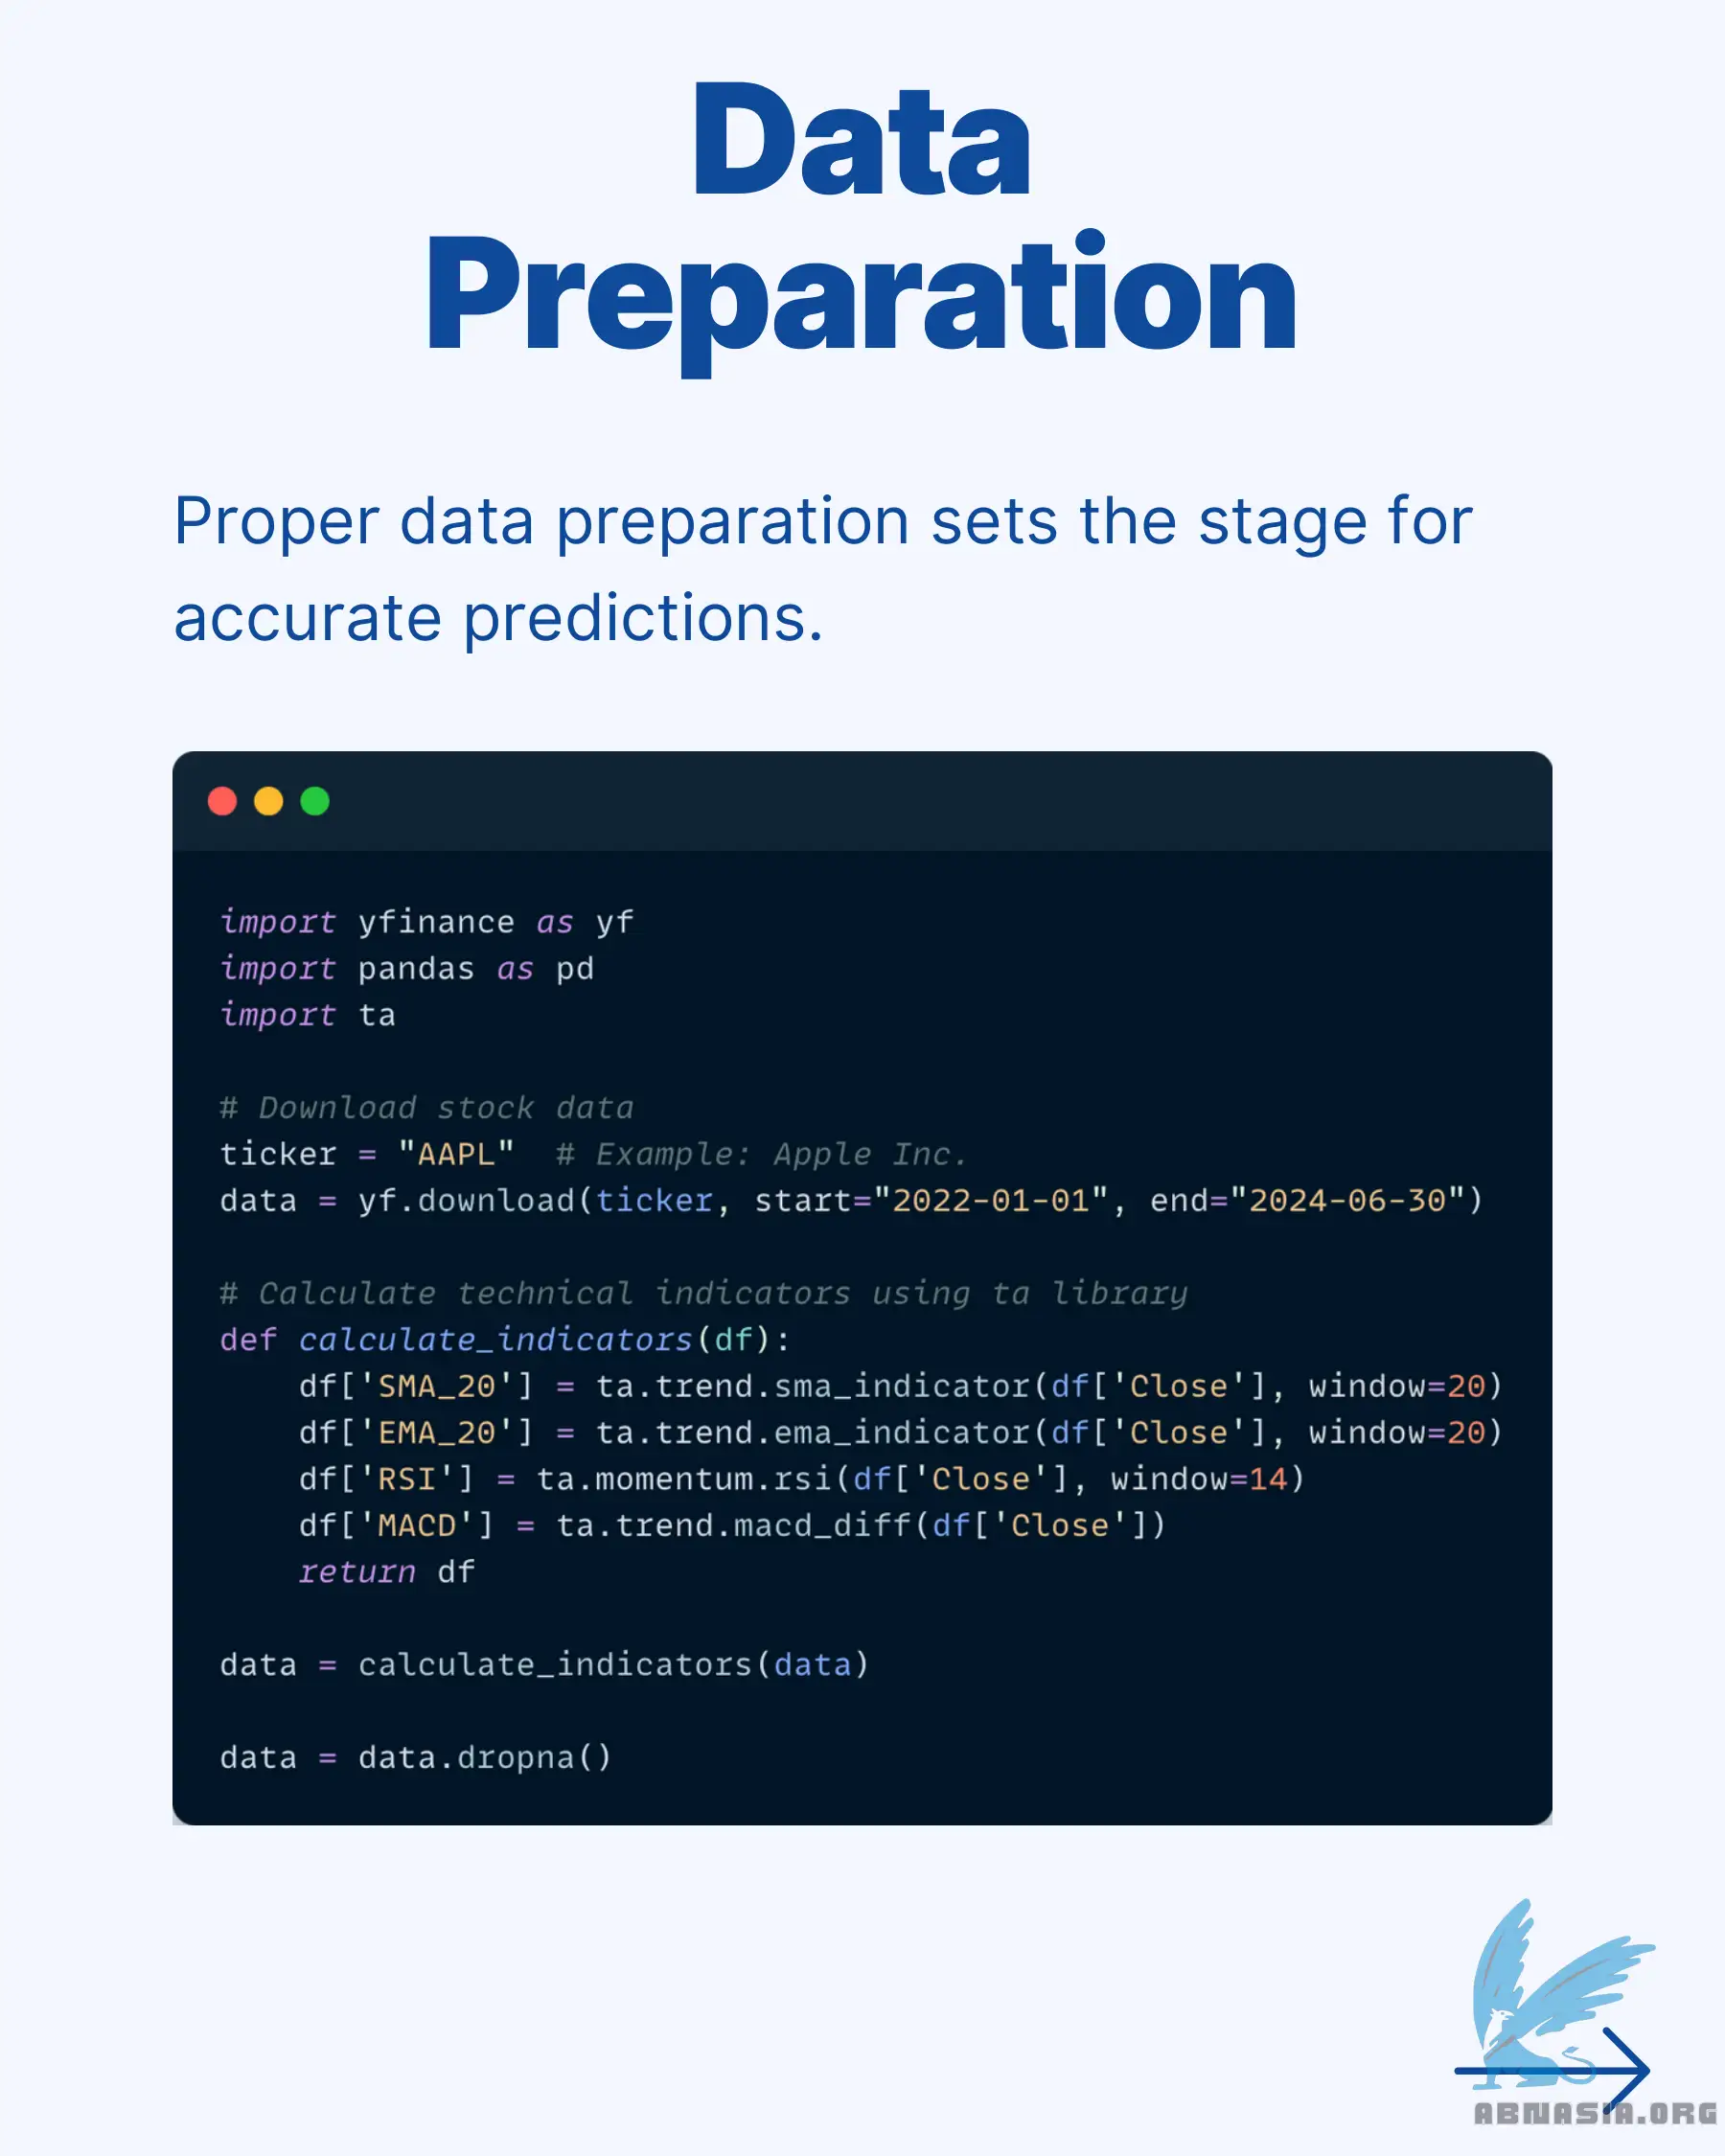 Data
Preparation
Proper data preparation sets the stage for
accurate predictions.
import yfinance as yf
import pandas as pd
import ta
# Download stock data
ticker = "AAPL"  # Example: Apple Inc.
data = yf.download(ticker, start="2022-01-01", end="2024-06-30")
# Calculate technical indicators using ta library
def calculate_indicators(df):
    df['SMA_20'] = ta.trend.sma_indicator(df['Close'], window=20)
    df['EMA_20'] = ta.trend.ema_indicator(df['Close'], window=20)
    df['RSI'] = ta.momentum.rsi(df['Close'], window=14)
    df['MACD'] = ta.trend.macd_diff(df['Close'])
    return df
data = calculate_indicators(data)
data = data.dropna()
ABNASIA.ORG